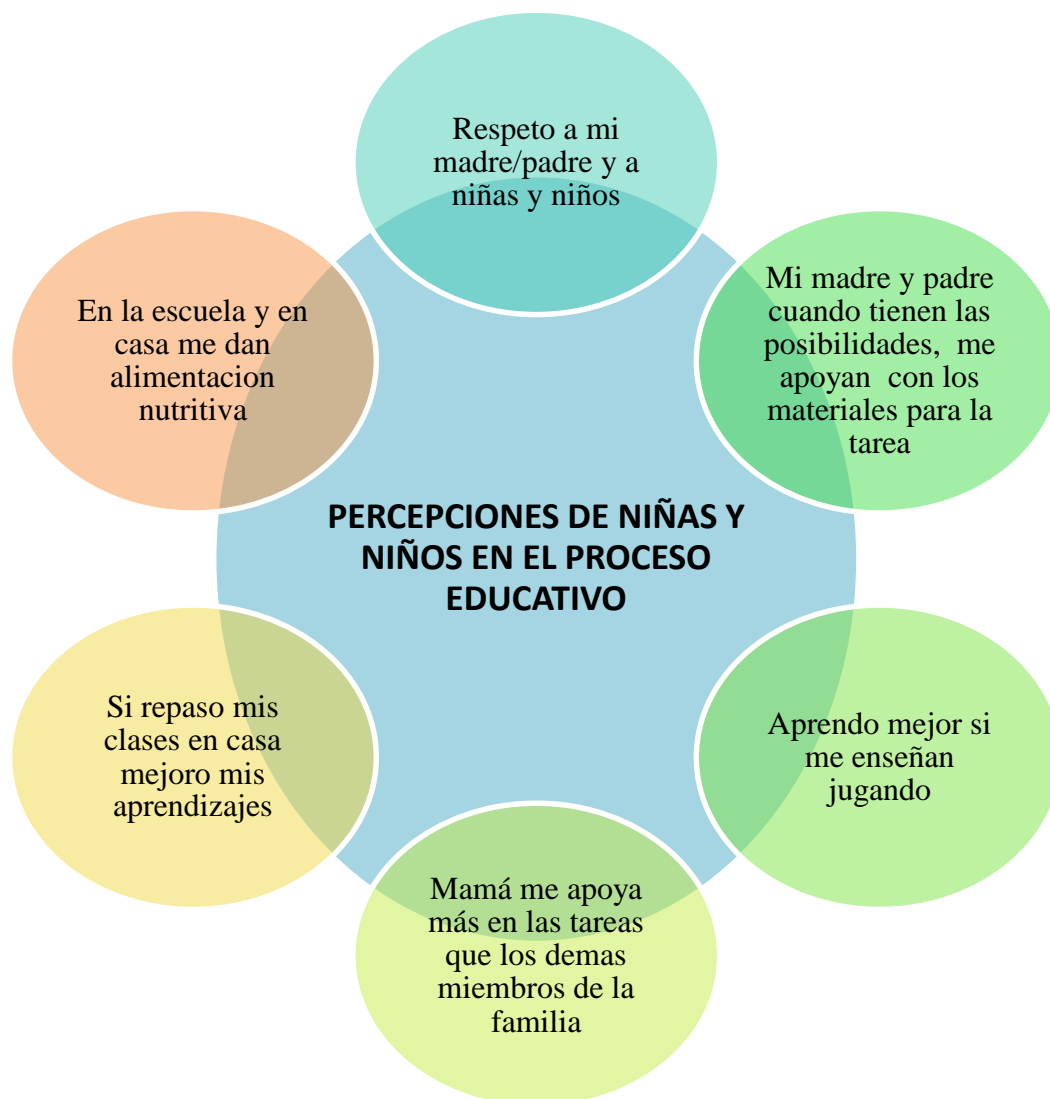 Respeto a mi
madre/padre y a
niñas y niños
Mi madre y padre
cuando tienen las
posibilidades, me
apoyan con los
materiales para la
tarea
Aprendo mejor si
me enseñan
jugando
Mamá me apoya
más en las tareas
que los demas
miembros de la
familia
Si repaso mis
clases en casa
mejoro mis
aprendizajes
En la escuela y en
casa me dan
alimentacion
nutritiva
PERCEPCIONES DE NIÑAS Y
NIÑOS EN EL PROCESO
EDUCATIVO